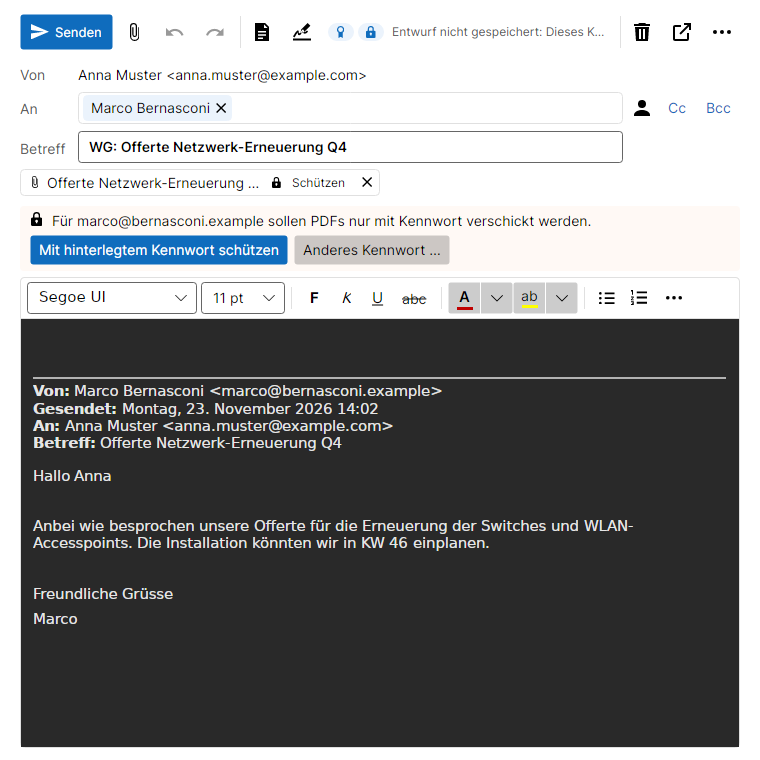 Senden
Entwurf nicht gespeichert: Dieses K...
Von Anna Muster <anna.muster@example.com>
An Marco Bernasconi Cc Bcc
Betreff WG: Offerte Netzwerk-Erneuerung Q4
Offerte Netzwerk-Erneuerung ... Schützen
Für marco@bernasconi.example sollen PDFs nur mit Kennwort verschickt werden.
Mit hinterlegtem Kennwort schützen Anderes Kennwort ...
Segoe UI 11 pt F K U abc A ab
Von: Marco Bernasconi <marco@bernasconi.example>
Gesendet: Montag, 23. November 2026 14:02
An: Anna Muster <anna.muster@example.com>
Betreff: Offerte Netzwerk-Erneuerung Q4
Hallo Anna
Anbei wie besprochen unsere Offerte für die Erneuerung der Switches und WLAN-
Accesspoints. Die Installation könnten wir in KW 46 einplanen.
Freundliche Grüsse
Marco